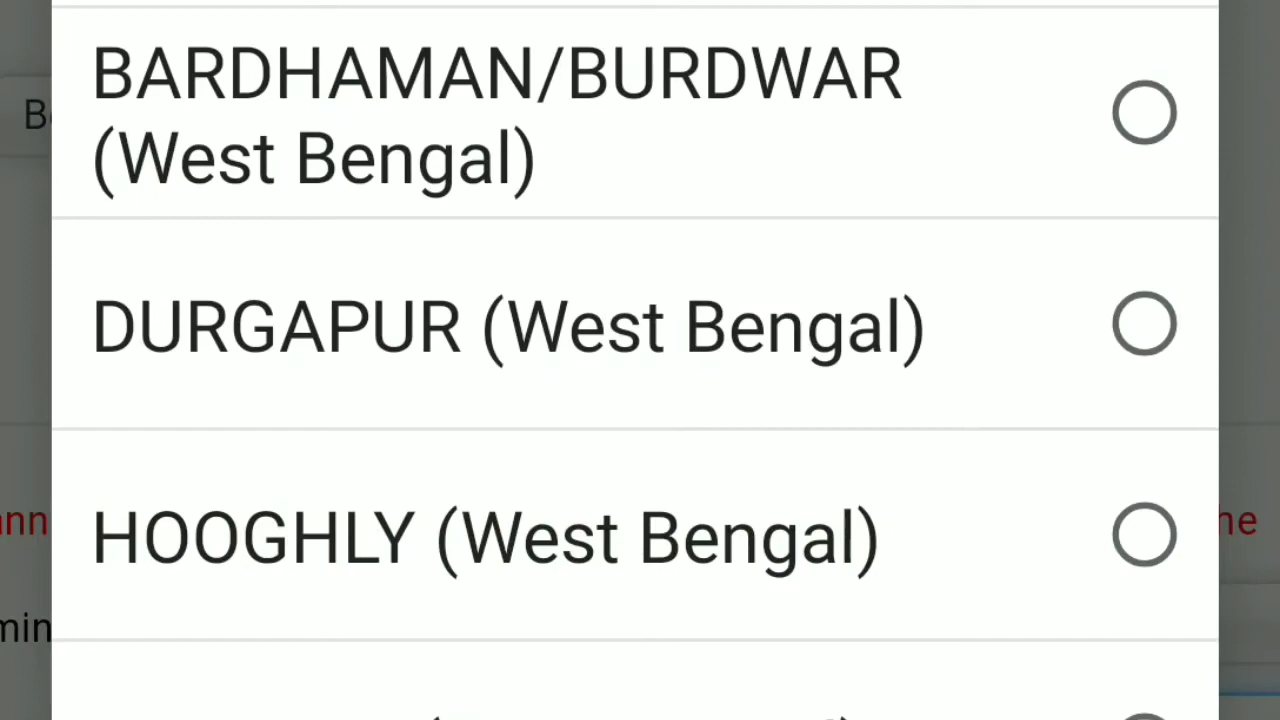 BARDHAMAN/BURDWAR
(West Bengal)
DURGAPUR (West Bengal)
HOOGHLY (West Bengal)